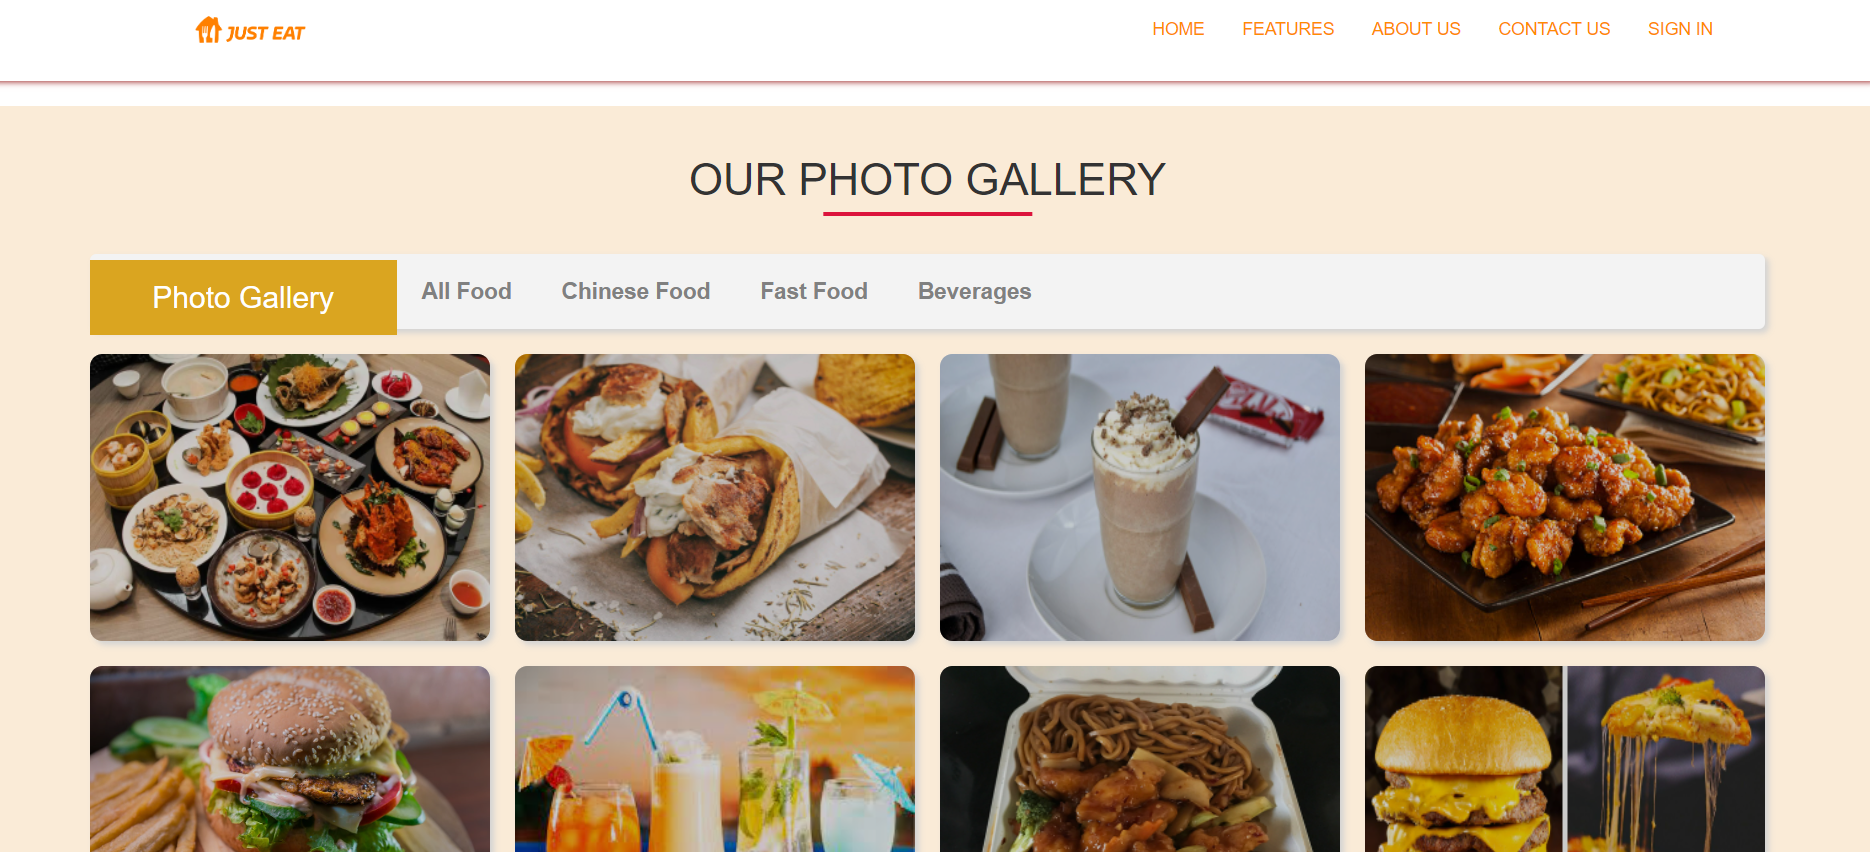 JUST EAT
HOME FEATURES ABOUT US CONTACT US SIGN IN
OUR PHOTO GALLERY
Photo Gallery All Food Chinese Food Fast Food Beverages